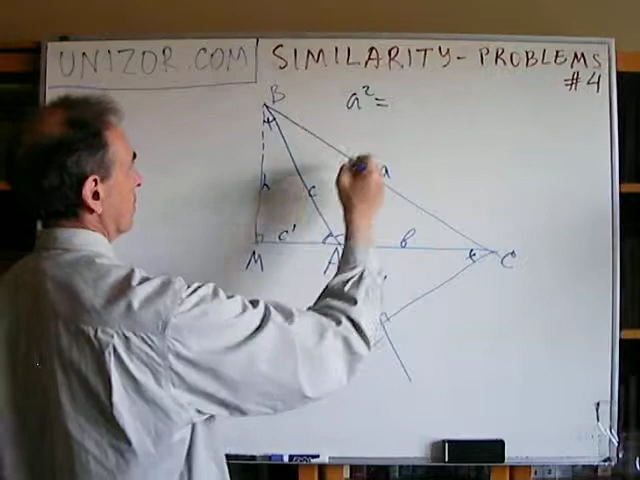 UNIZOR.COM
SIMILARITY - PROBLEMS
#4
B
a² =
a
h
c
c'
b
M
A
C